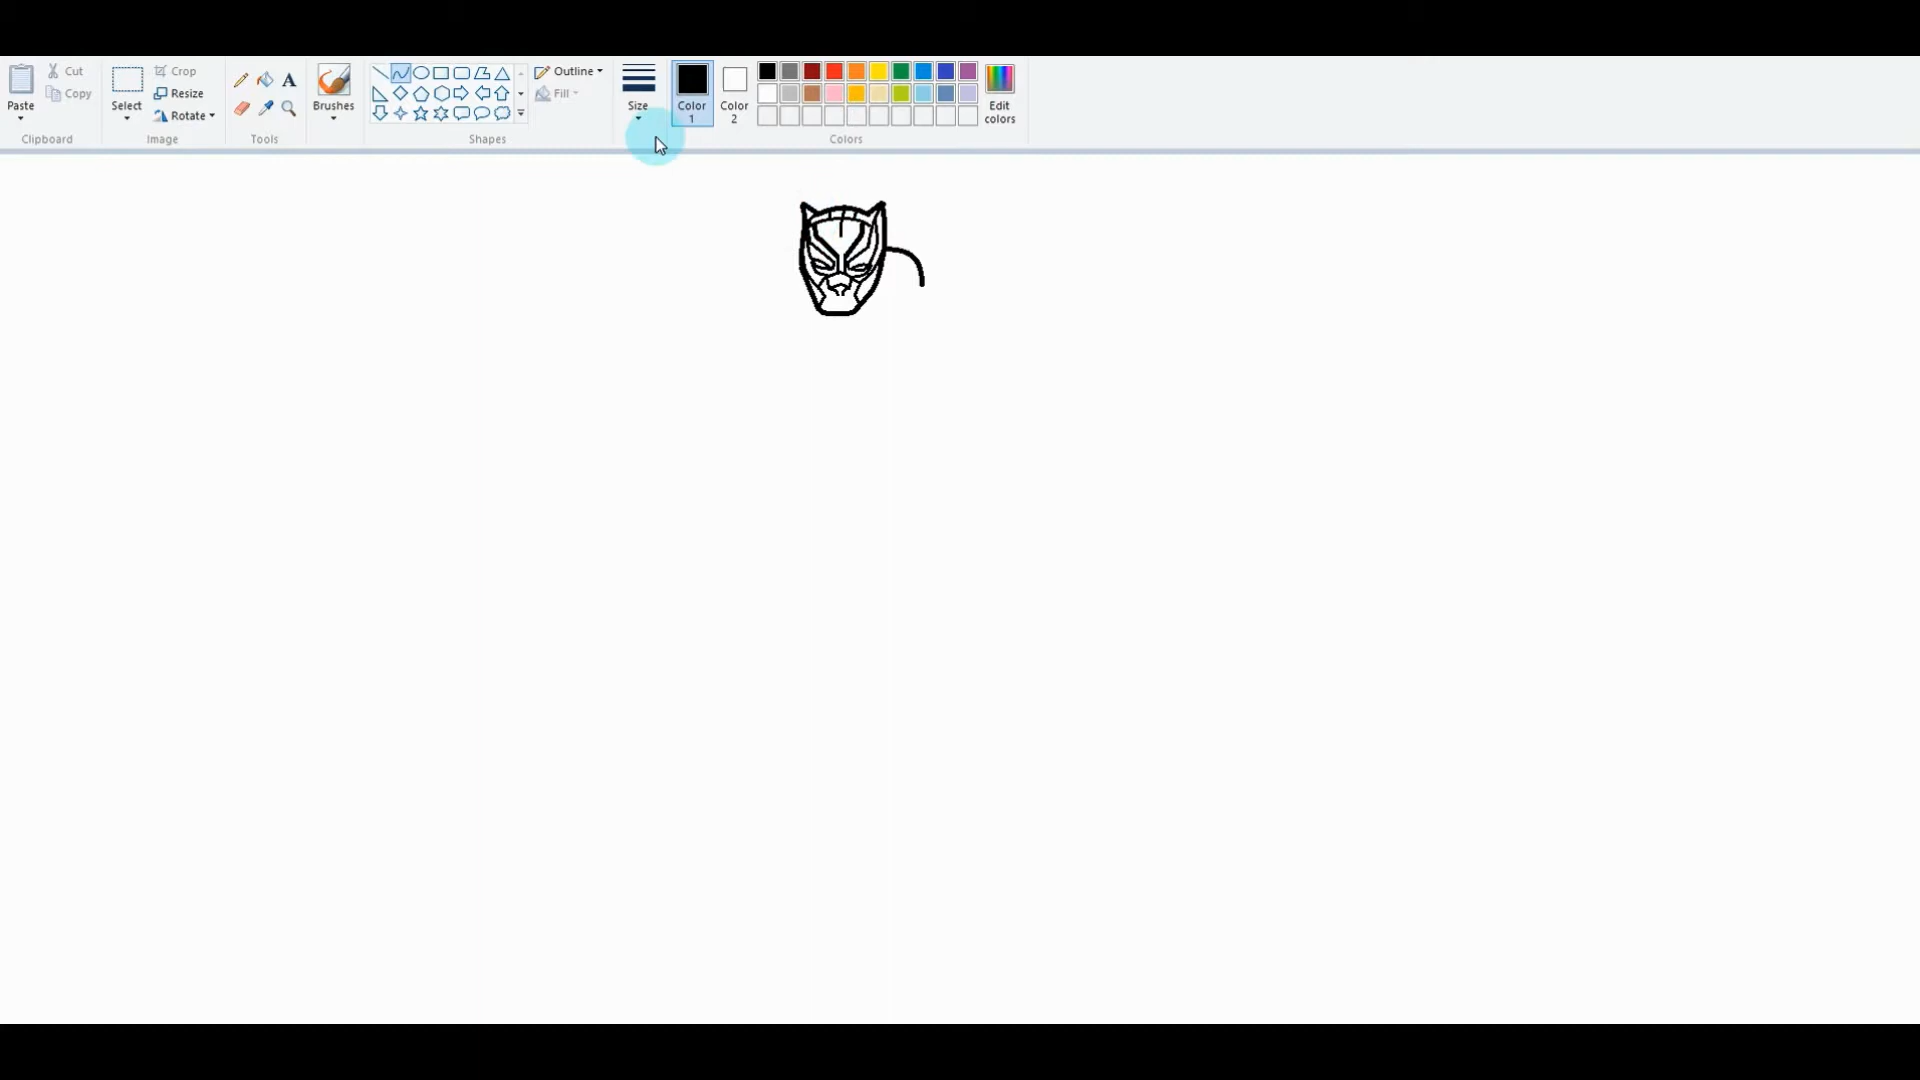 Paste
Cut
Copy
Clipboard
Select
Crop
Resize
Rotate
Image
A
Tools
Brushes
Shapes
Outline
Fill
Size
Color
1
Color
2
Edit
colors
Colors